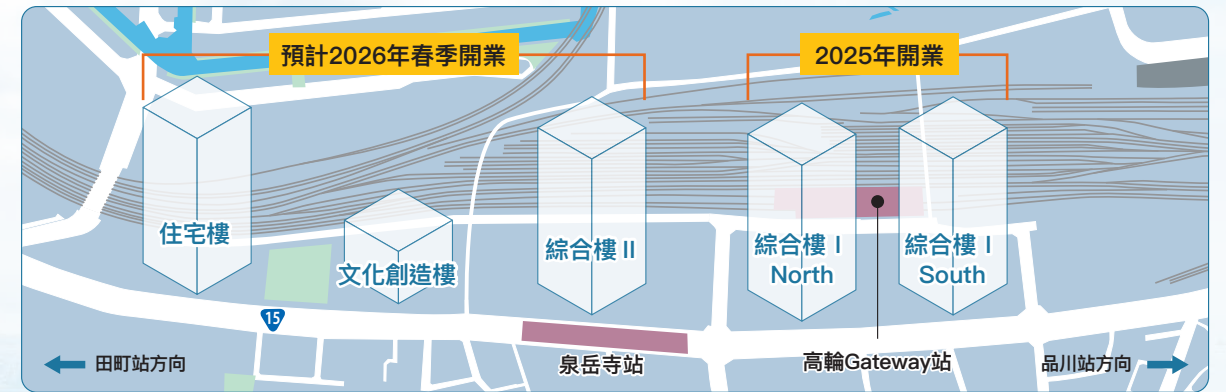 預計2026年春季開業
2025年開業
住宅樓
文化創造樓
綜合樓 II
綜合樓 I
North
綜合樓 I
South
15
田町站方向
泉岳寺站
高輪Gateway站
品川站方向